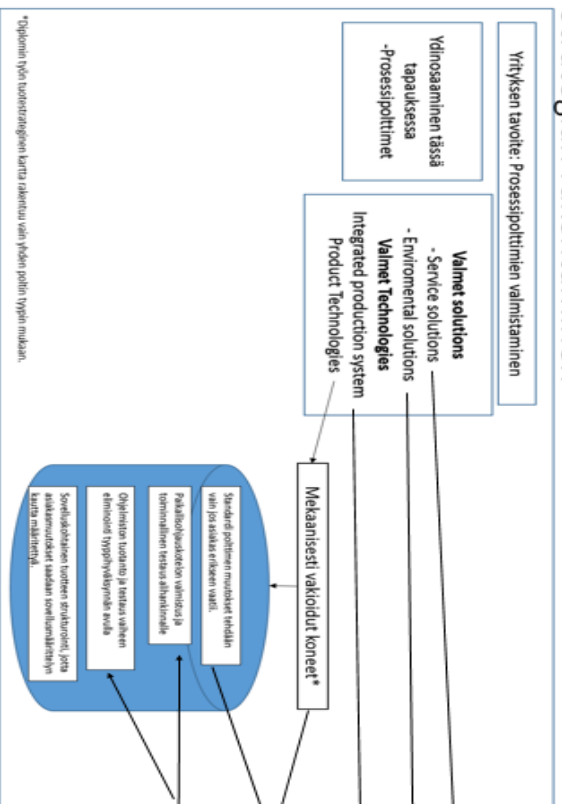 Yrityksen tavoite: Prosessipolttimien valmistaminen
Ydinosaaminen tässä
tapauksessa
-Prosessipolttimet
Valmet solutions
- Service solutions
- Enviromental solutions
Valmet Technologies
Integrated production system
Product Technologies
Mekaanisesti vakioidut koneet*
Standardi polttimen muutokset tehdään
vain jos asiakas erikseen vaatii.
Paikallisohjauskotelon valmistus ja
toiminnallinen testaus alihankinnalle
Ohjelmiston tuotanto ja testaus vaiheen
eliminointi tyyppihyväksynnän avulla
Sovelluskohtainen tuotteen strukturointi, jotta
asiakasmuutokset saadaan sovellusmäärittelyn
kautta määritettyä.
*Diplomin työn tuotestrateginen kartta rakentuu vain yhden poltin tyypin mukaan.